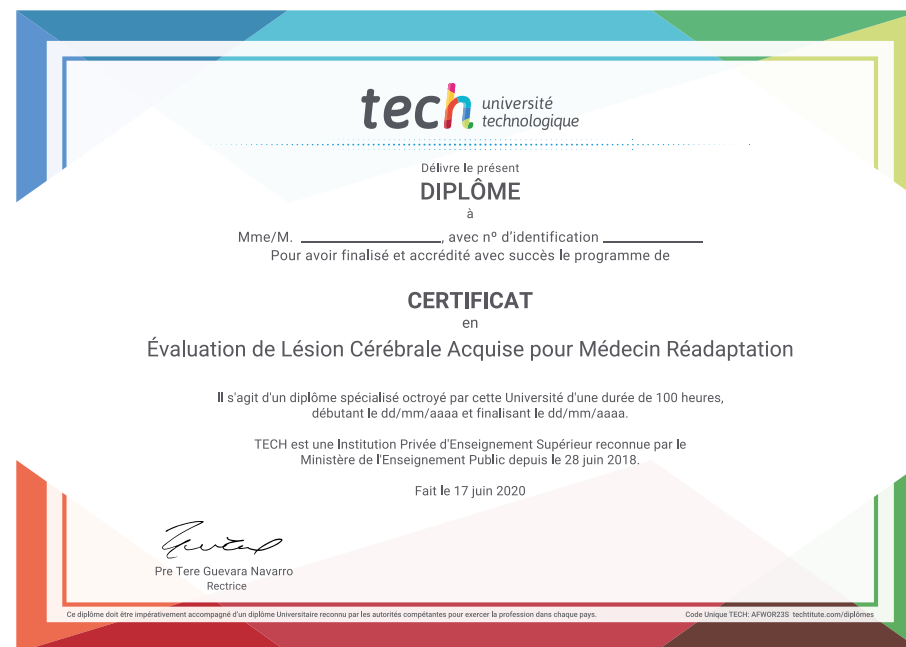 tech université
technologique
Délivre le présent
DIPLÔME
à
Mme/M. ____________, avec nº d'identification ____________
Pour avoir finalisé et accrédité avec succès le programme de
CERTIFICAT
en
Évaluation de Lésion Cérébrale Acquise pour Médecin Réadaptation
Il s'agit d'un diplôme spécialisé octroyé par cette Université d'une durée de 100 heures,
débutant le dd/mm/aaaa et finalisant le dd/mm/aaaa.
TECH est une Institution Privée d'Enseignement Supérieur reconnue par le
Ministère de l'Enseignement Public depuis le 28 juin 2018.
Fait le 17 juin 2020
Pre Tere Guevara Navarro
Rectrice
Ce diplôme doit être impérativement accompagné d'un diplôme Universitaire reconnu par les autorités compétentes pour exercer la profession dans chaque pays.
Code Unique TECH: AFWOR23S techtitute.com/diplômes